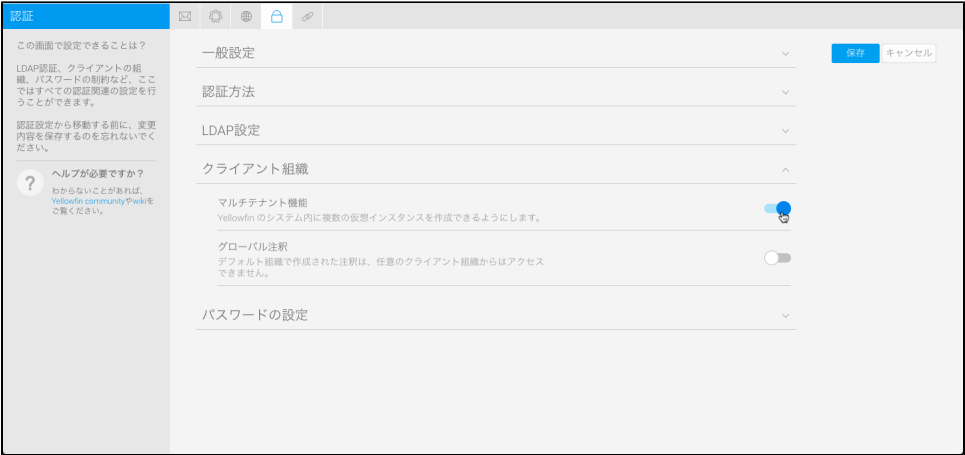 認証
この画面で設定できることは？
LDAP認証、クライアントの組
織、パスワードの制約など、ここ
ではすべての認証関連の設定を行
うことができます。
認証設定から移動する前に、変更
内容を保存するのを忘れないでく
ださい。
?
ヘルプが必要ですか？
わからないことがあれば、
Yellowfin communityやwikiを
ご覧ください。
一般設定
認証方法
LDAP設定
クライアント組織
マルチテナント機能
Yellowfin のシステム内に複数の仮想インスタンスを作成できるようにします。
グローバル注釈
デフォルト組織で作成された注釈は、任意のクライアント組織からはアクセス
できません。
パスワードの設定
保存
キャンセル